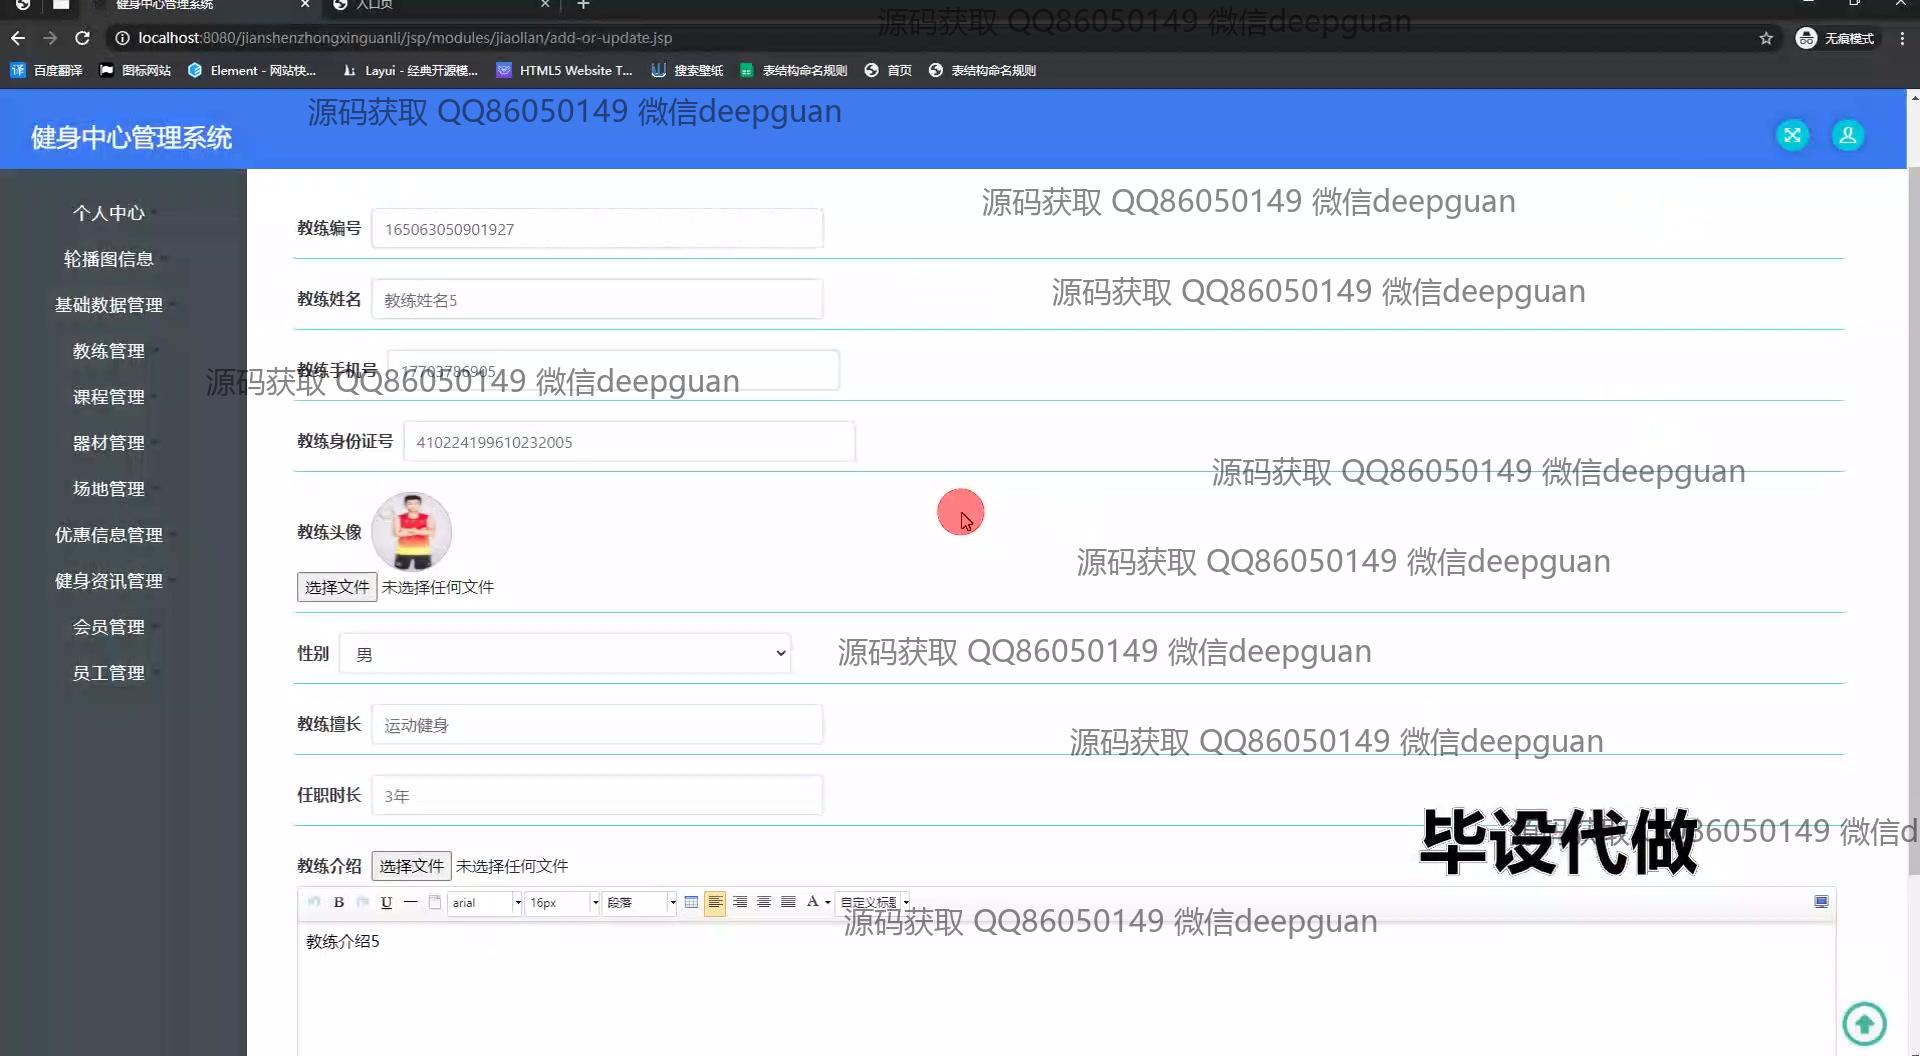 健身中心管理系统
入口页
localhost:8080/jianshenzhongxinguanli/jsp/modules/jiaolian/add-or-update.jsp
无痕模式
源码获取 QQ86050149 微信deepguan
译 百度翻译
图标网站
Element - 网站快...
Layui - 经典开源模...
HTML5 Website T...
搜索壁纸
表结构命名规则
首页
表结构命名规则
源码获取 QQ86050149 微信deepguan
健身中心管理系统
个人中心
轮播图信息
基础数据管理
教练管理
课程管理
器材管理
场地管理
优惠信息管理
健身资讯管理
会员管理
员工管理
源码获取 QQ86050149 微信deepguan
教练编号 165063050901927
源码获取 QQ86050149 微信deepguan
教练姓名 教练姓名5
教练手机号 17703786905
源码获取 QQ86050149 微信deepguan
教练身份证号 410224199610232005
源码获取 QQ86050149 微信deepguan
教练头像
源码获取 QQ86050149 微信deepguan
选择文件 未选择任何文件
性别 男
源码获取 QQ86050149 微信deepguan
教练擅长 运动健身
源码获取 QQ86050149 微信deepguan
任职时长 3年
毕设代做
86050149 微信d
教练介绍 选择文件 未选择任何文件
B U arial 16px 段落 A 自定义标题
源码获取 QQ86050149 微信deepguan
教练介绍5